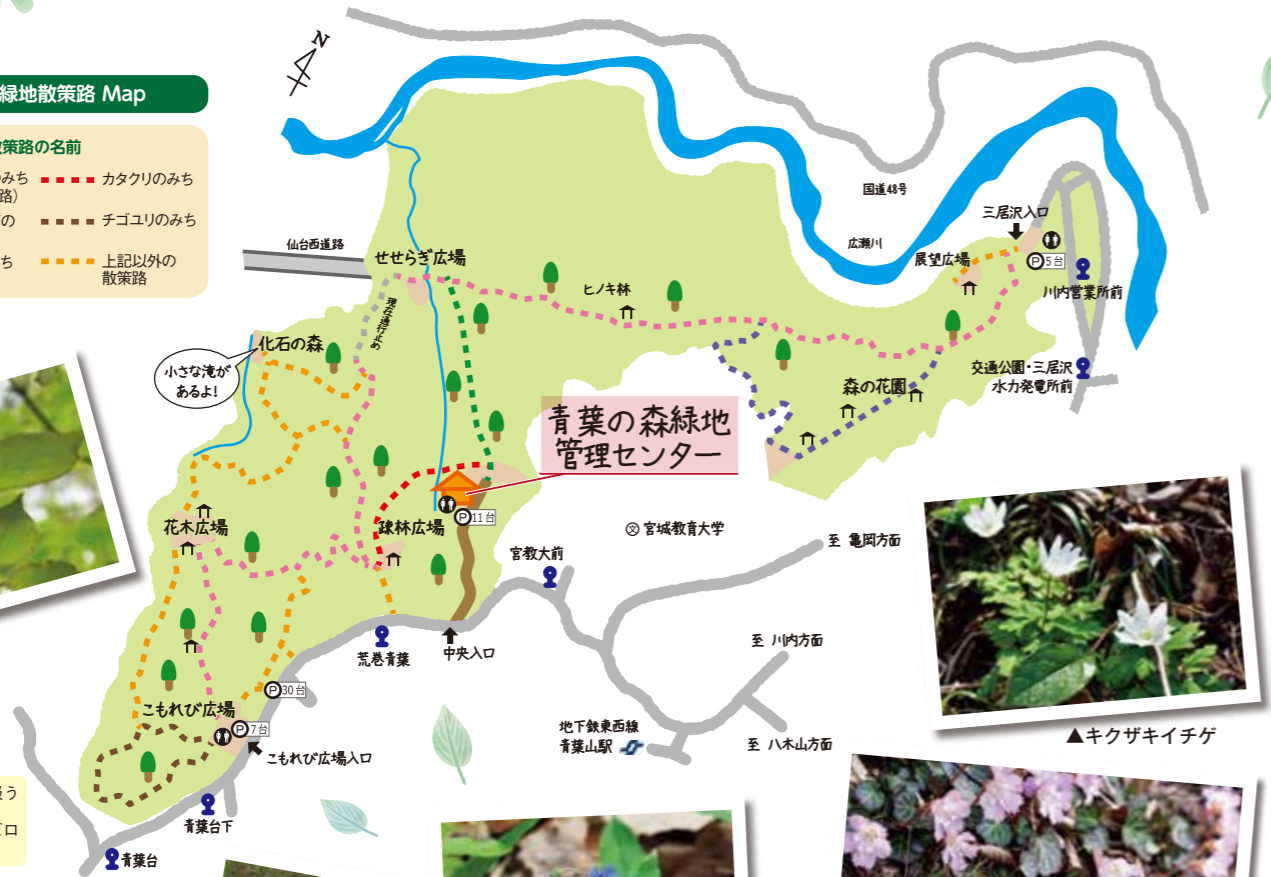 緑地散策路 Map
散策路の名前
のみち
路)
カタクリのみち
の
チゴユリのみち
ち
上記以外の
散策路
N
国道48号
広瀬川
三居沢入口
展望広場
P5台
川内営業所前
交通公園・三居沢
水力発電所前
仙台西道路
せせらぎ広場
ヒノキ林
現在通行止め
化石の森
小さな滝が
あるよ!
森の花園
青葉の森緑地
管理センター
花木広場
疎林広場
P11台
宮教大前
文 宮城教育大学
至 亀岡方面
荒巻青葉
中央入口
至 川内方面
P30台
こもれび広場
P7台
こもれび広場入口
地下鉄東西線
青葉山駅
至 八木山方面
▲キクザキイチゲ
青葉台下
青葉台
う
ロ